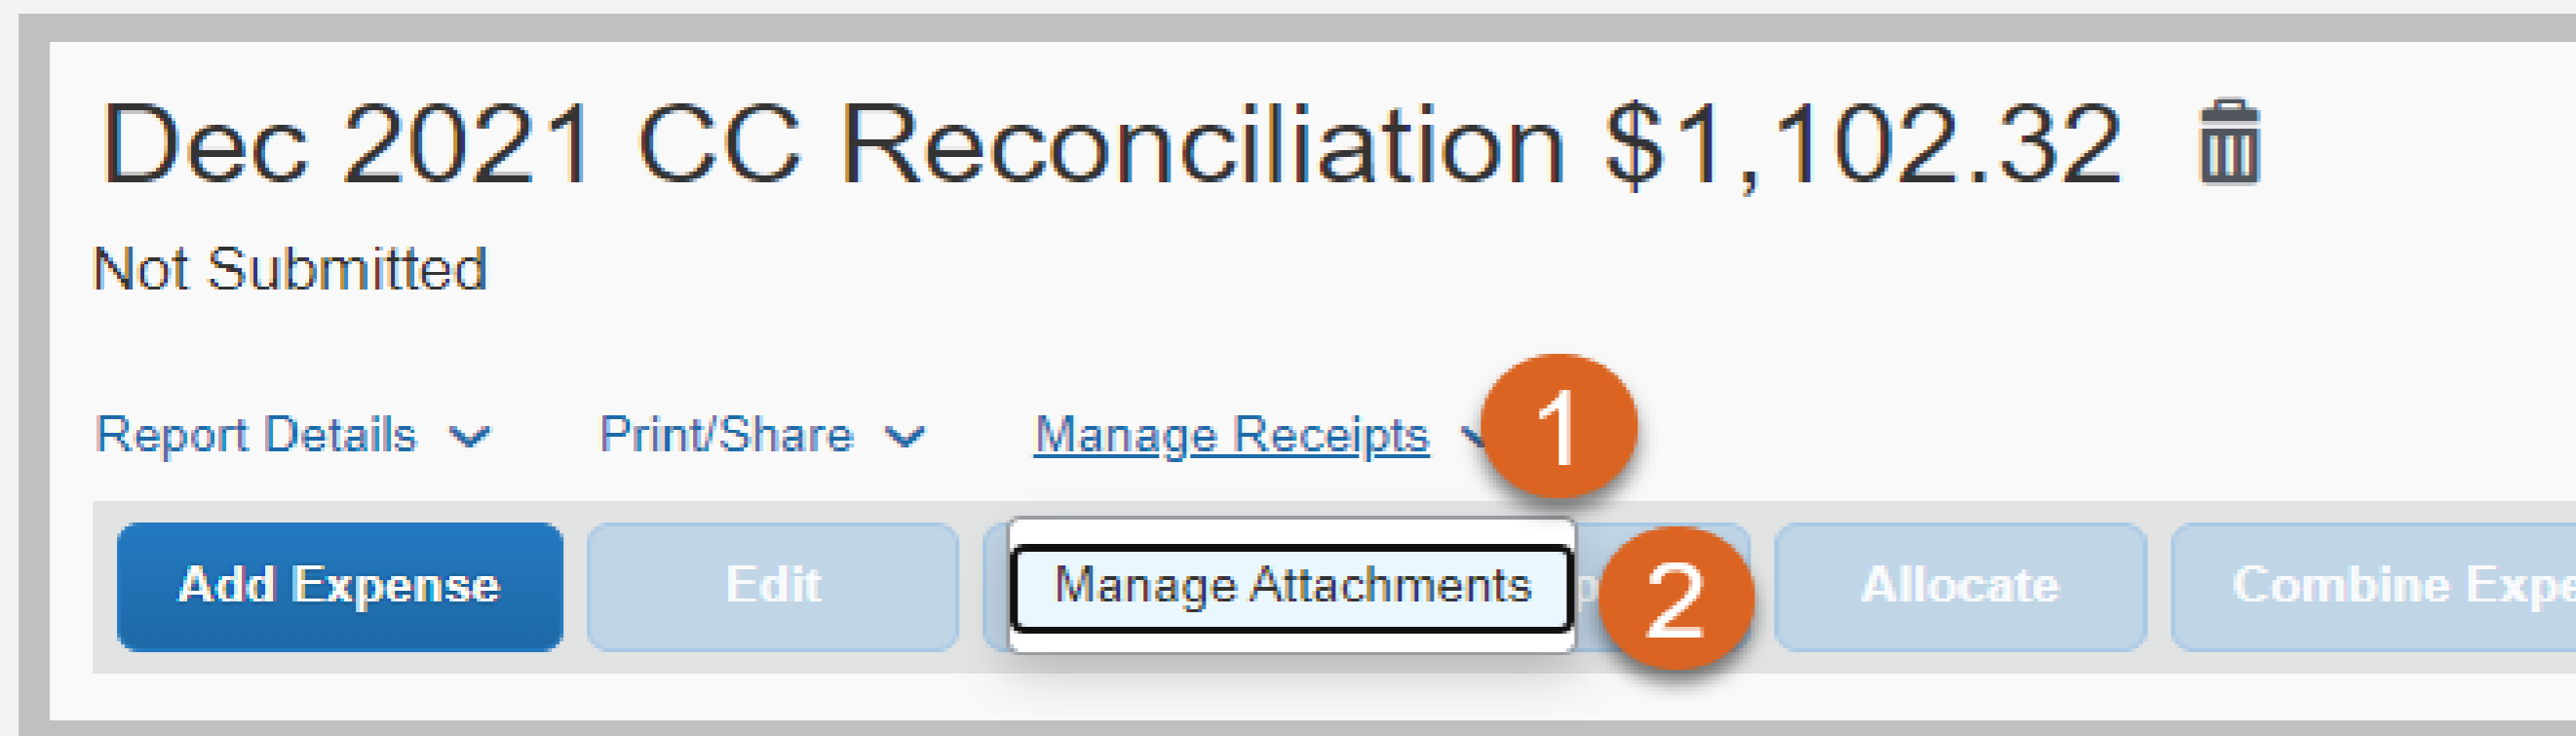 Dec 2021 CC Reconciliation $1,102.32
Not Submitted
Report Details Print/Share Manage Receipts 1
Add Expense Edit Manage Attachments 2 Allocate Combine